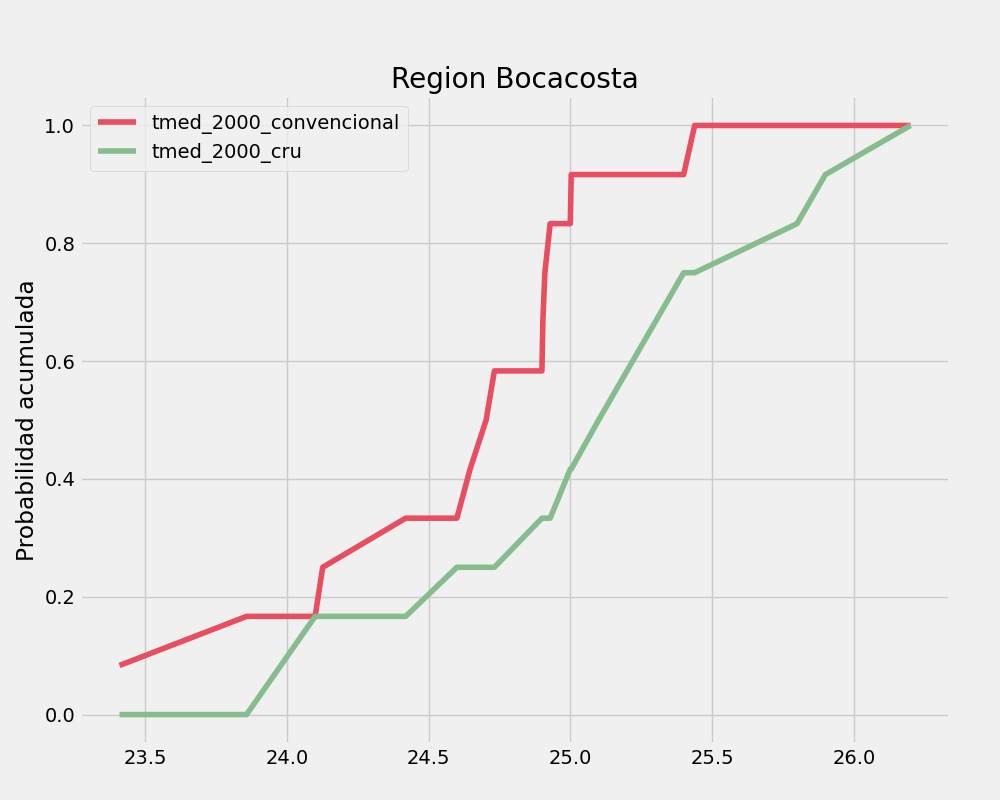 Region Bocacosta
tmed_2000_convencional
tmed_2000_cru
Probabilidad acumulada
1.0
0.8
0.6
0.4
0.2
0.0
23.5 24.0 24.5 25.0 25.5 26.0